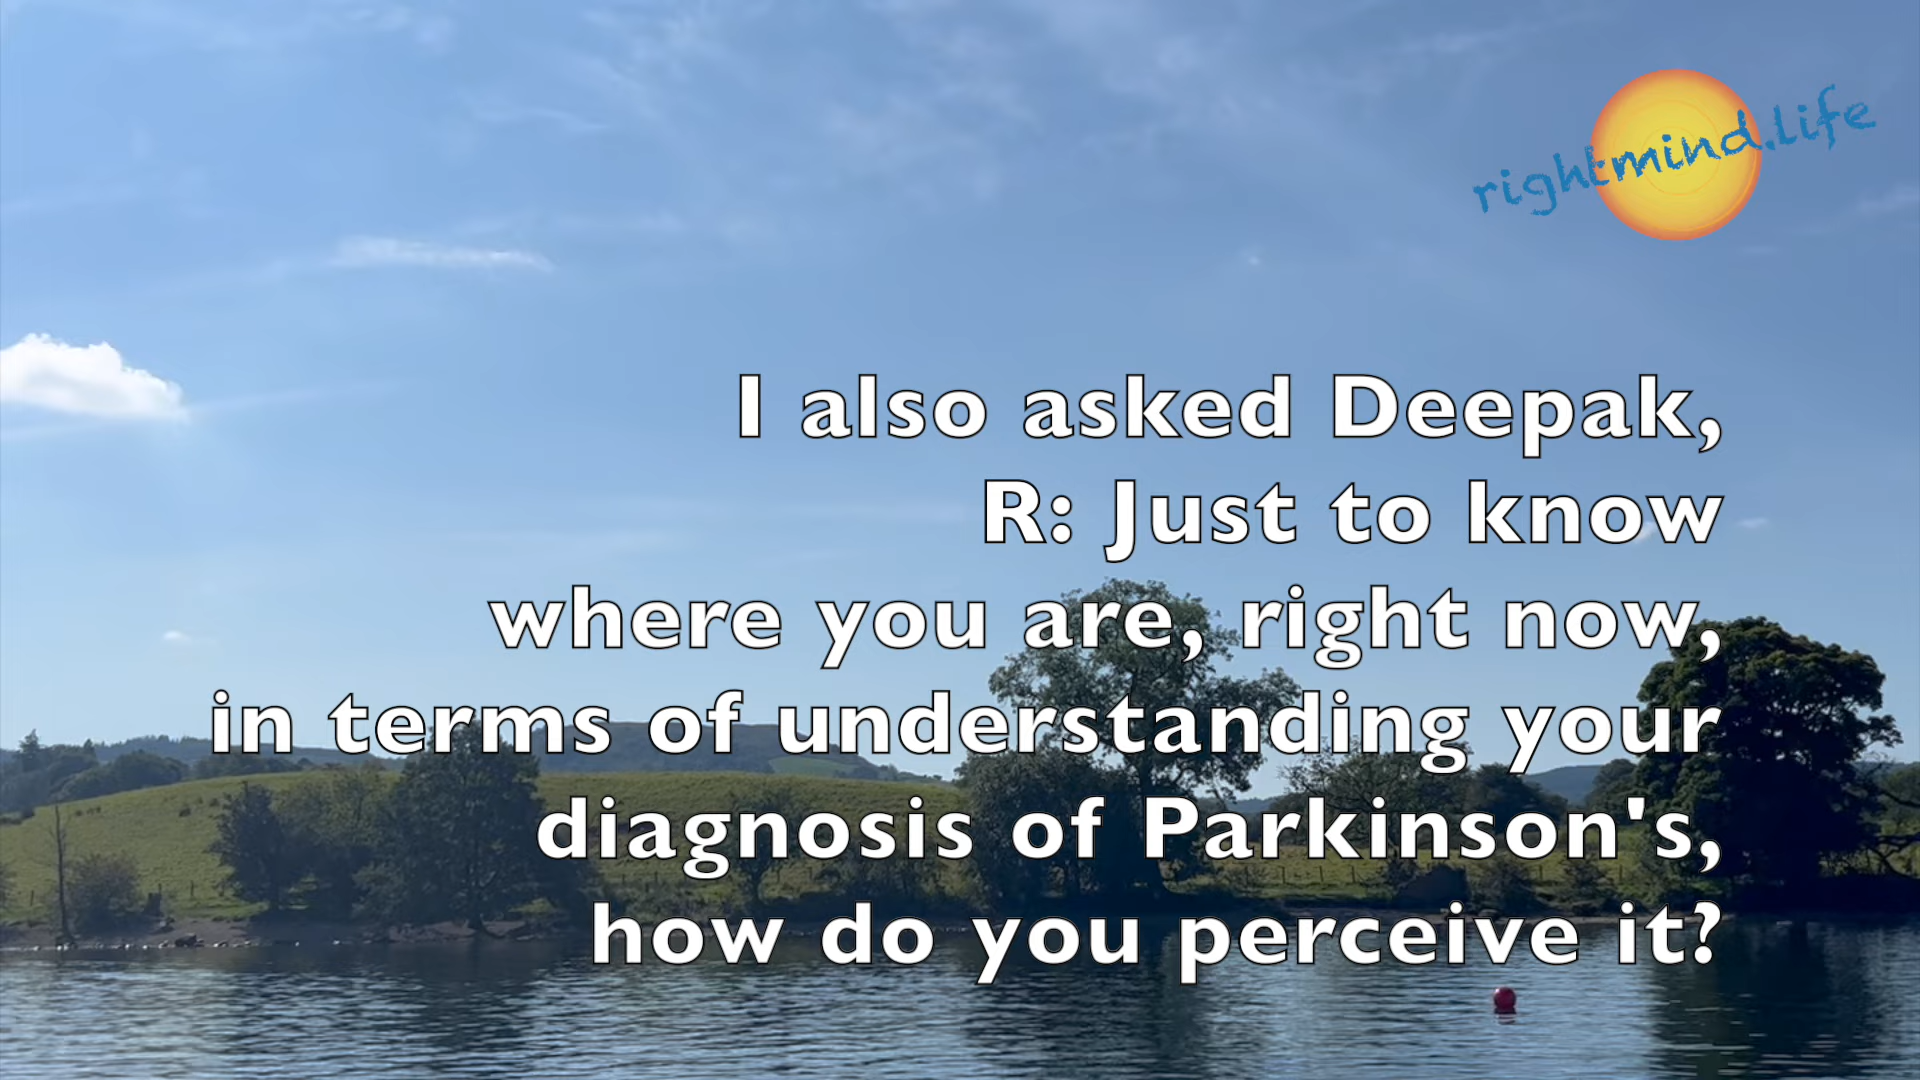 rightmind.life
I also asked Deepak,
R: Just to know
where you are, right now,
in terms of understanding your
diagnosis of Parkinson's,
how do you perceive it?